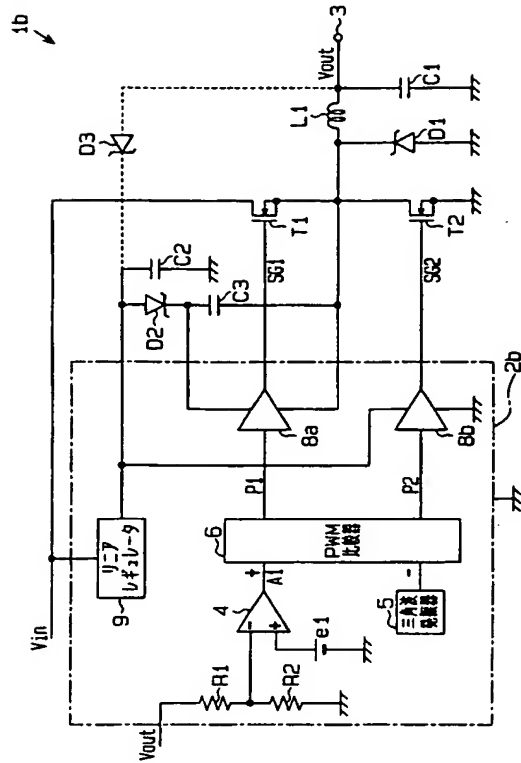 1b
3
Vout
D3
L1
C1
D1
C2
D2
C3
T1
T2
SG1
SG2
2b
8a
8b
P1
P2
リニア
レギュレータ
9
6
PWM
比較器
+
-
A1
4
-
+
5
三角波
発振器
e1
Vin
R1
R2
Vout